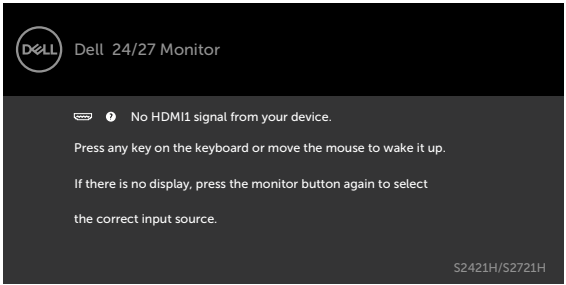 DELL
Dell 24/27 Monitor
? No HDMI1 signal from your device.
Press any key on the keyboard or move the mouse to wake it up.
If there is no display, press the monitor button again to select
the correct input source.
S2421H/S2721H